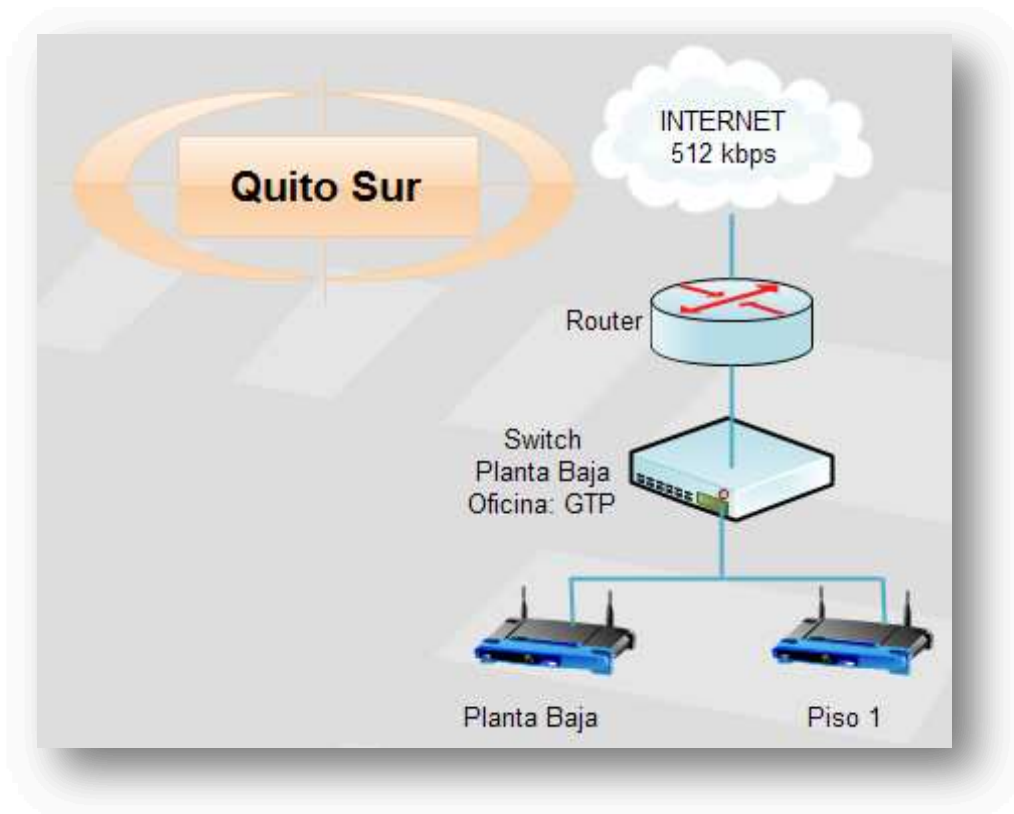 Quito Sur
INTERNET
512 kbps
Router
Switch
Planta Baja
Oficina: GTP
Planta Baja
Piso 1